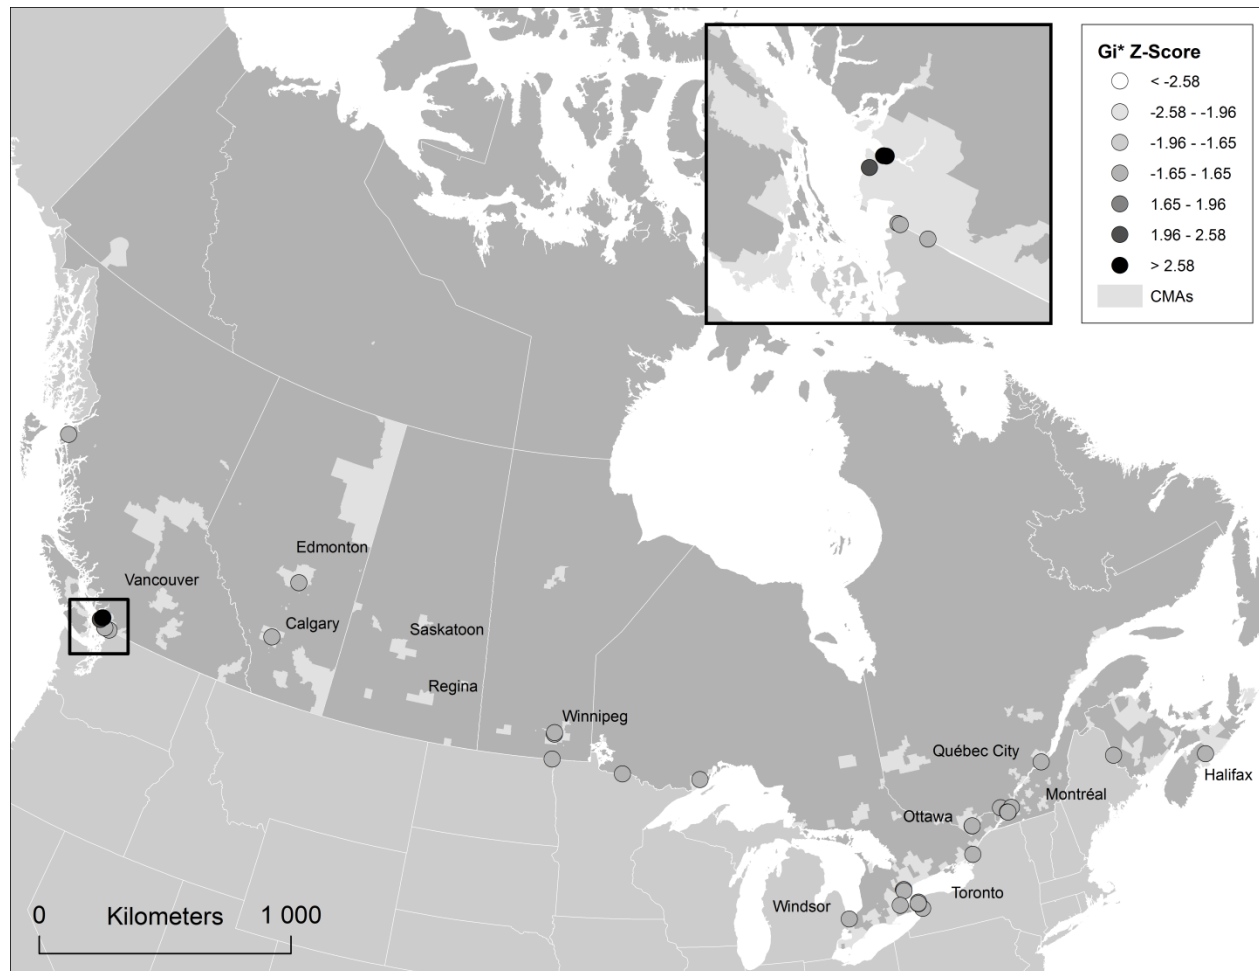 Gi* Z-Score
< -2.58
-2.58 - -1.96
-1.96 - -1.65
-1.65 - 1.65
1.65 - 1.96
1.96 - 2.58
> 2.58
CMAs
Edmonton
Vancouver
Calgary
Saskatoon
Regina
Winnipeg
Québec City
Halifax
Montréal
Ottawa
Toronto
Windsor
0 Kilometers 1 000